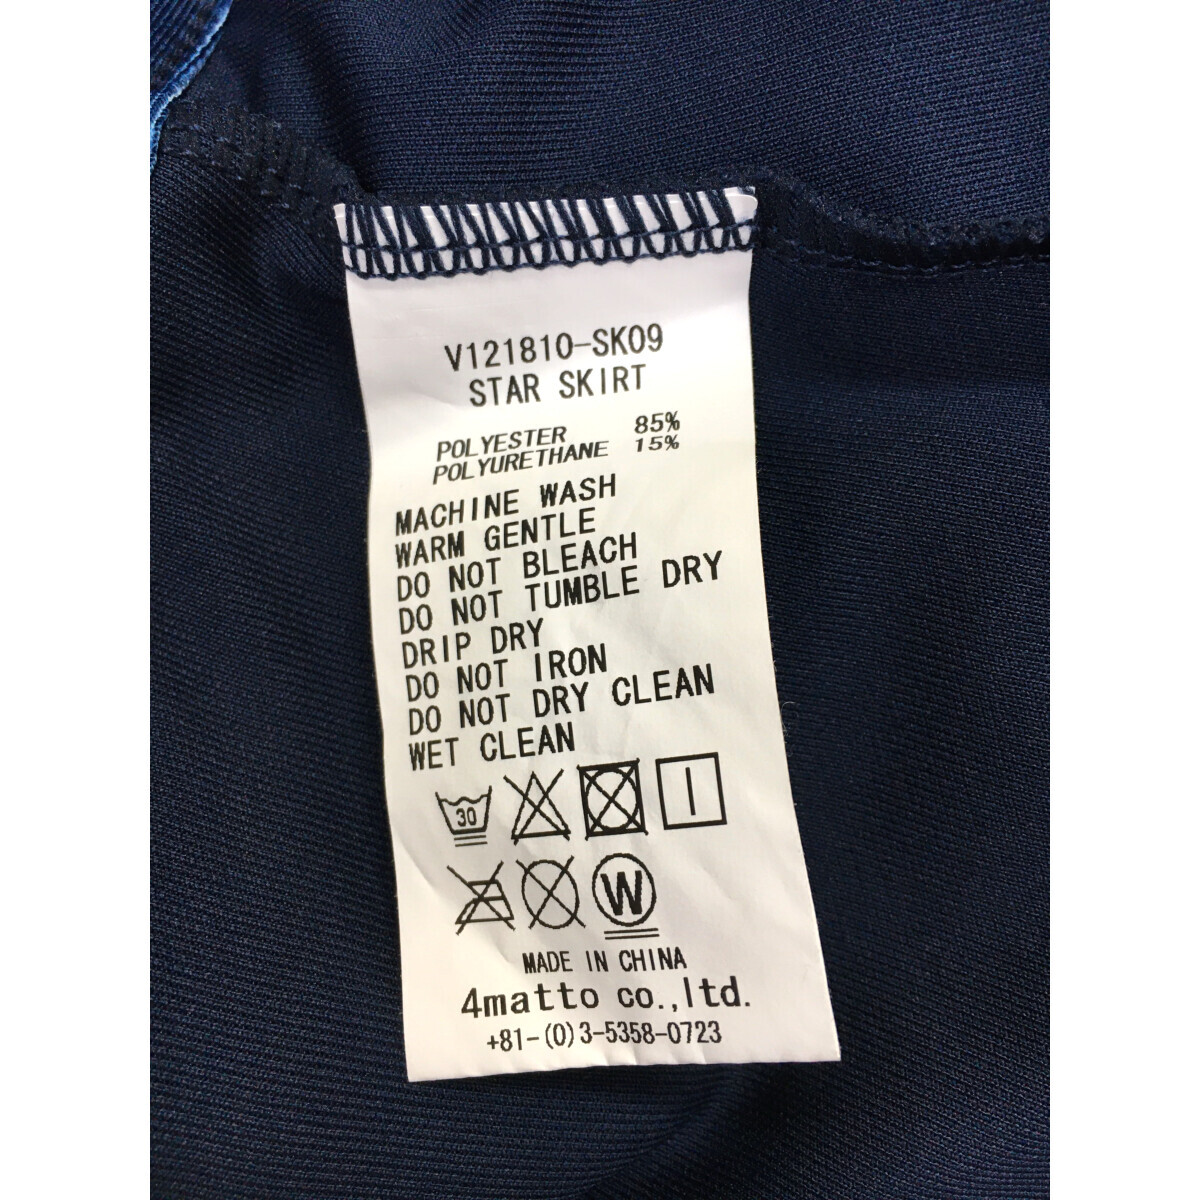 V121810-SK09
STAR SKIRT
POLYESTER 85%
POLYURETHANE 15%
MACHINE WASH
WARM GENTLE
DO NOT BLEACH
DO NOT TUMBLE DRY
DRIP DRY
DO NOT IRON
DO NOT DRY CLEAN
WET CLEAN
30
W
MADE IN CHINA
4matto co.,ltd.
+81-(0)3-5358-0723